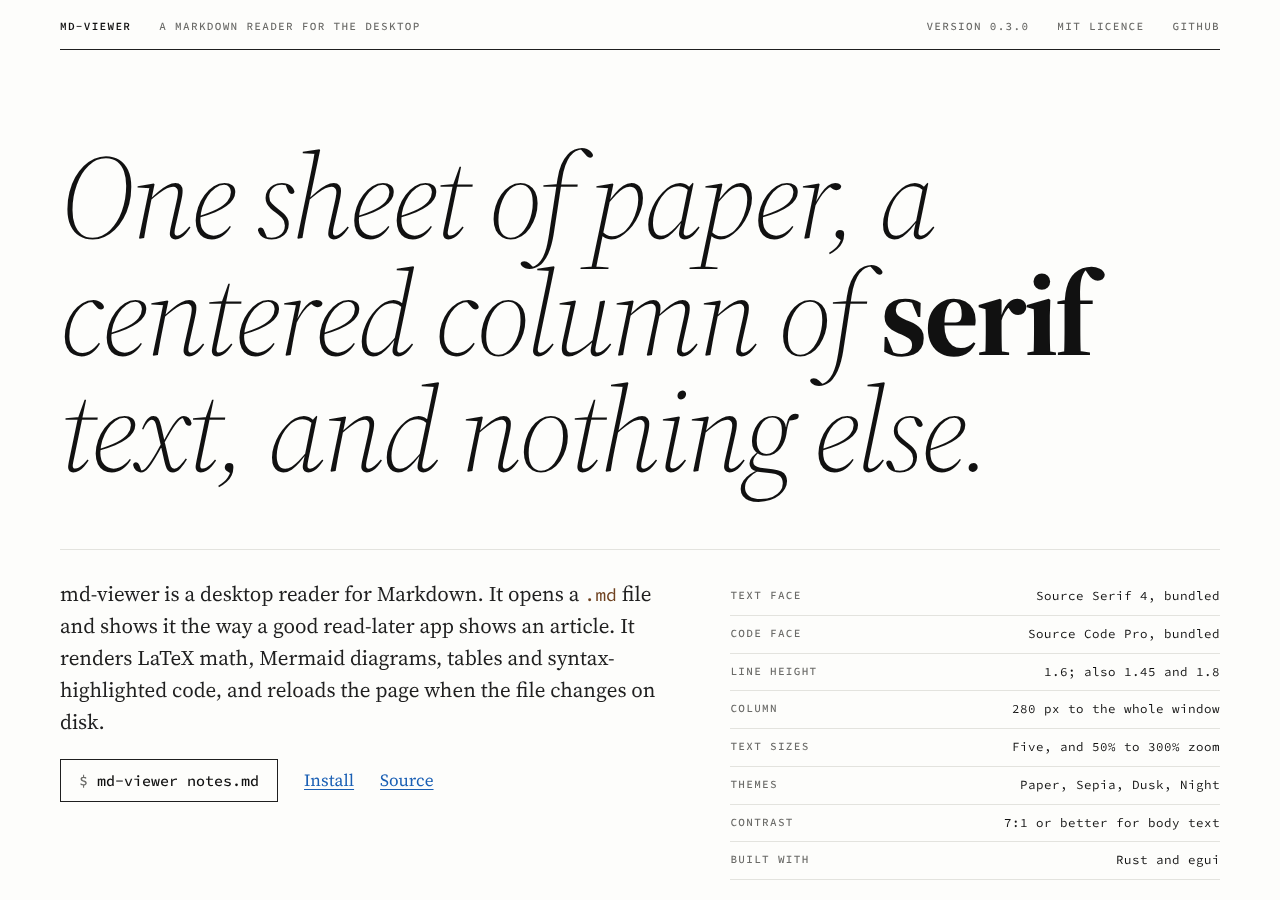 MD-VIEWER A MARKDOWN READER FOR THE DESKTOP VERSION 0.3.0 MIT LICENCE GITHUB
One sheet of paper, a
centered column of serif
text, and nothing else.
md-viewer is a desktop reader for Markdown. It opens a .md file
and shows it the way a good read-later app shows an article. It
renders LaTeX math, Mermaid diagrams, tables and syntax-
highlighted code, and reloads the page when the file changes on
disk.
$ md-viewer notes.md Install Source
TEXT FACE Source Serif 4, bundled
CODE FACE Source Code Pro, bundled
LINE HEIGHT 1.6; also 1.45 and 1.8
COLUMN 280 px to the whole window
TEXT SIZES Five, and 50% to 300% zoom
THEMES Paper, Sepia, Dusk, Night
CONTRAST 7:1 or better for body text
BUILT WITH Rust and egui